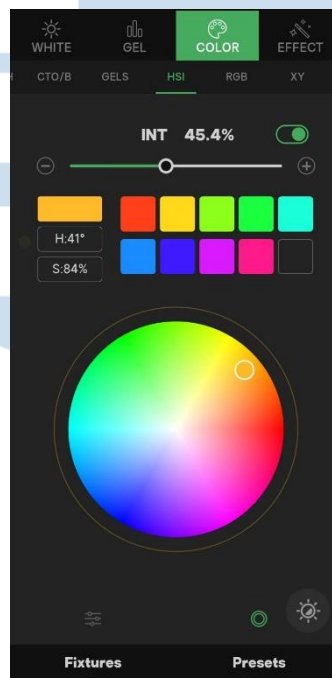 WHITE GEL COLOR EFFECT
CTO/B GELS HSI RGB XY
INT 45.4%
H:41°
S:84%
Fixtures Presets